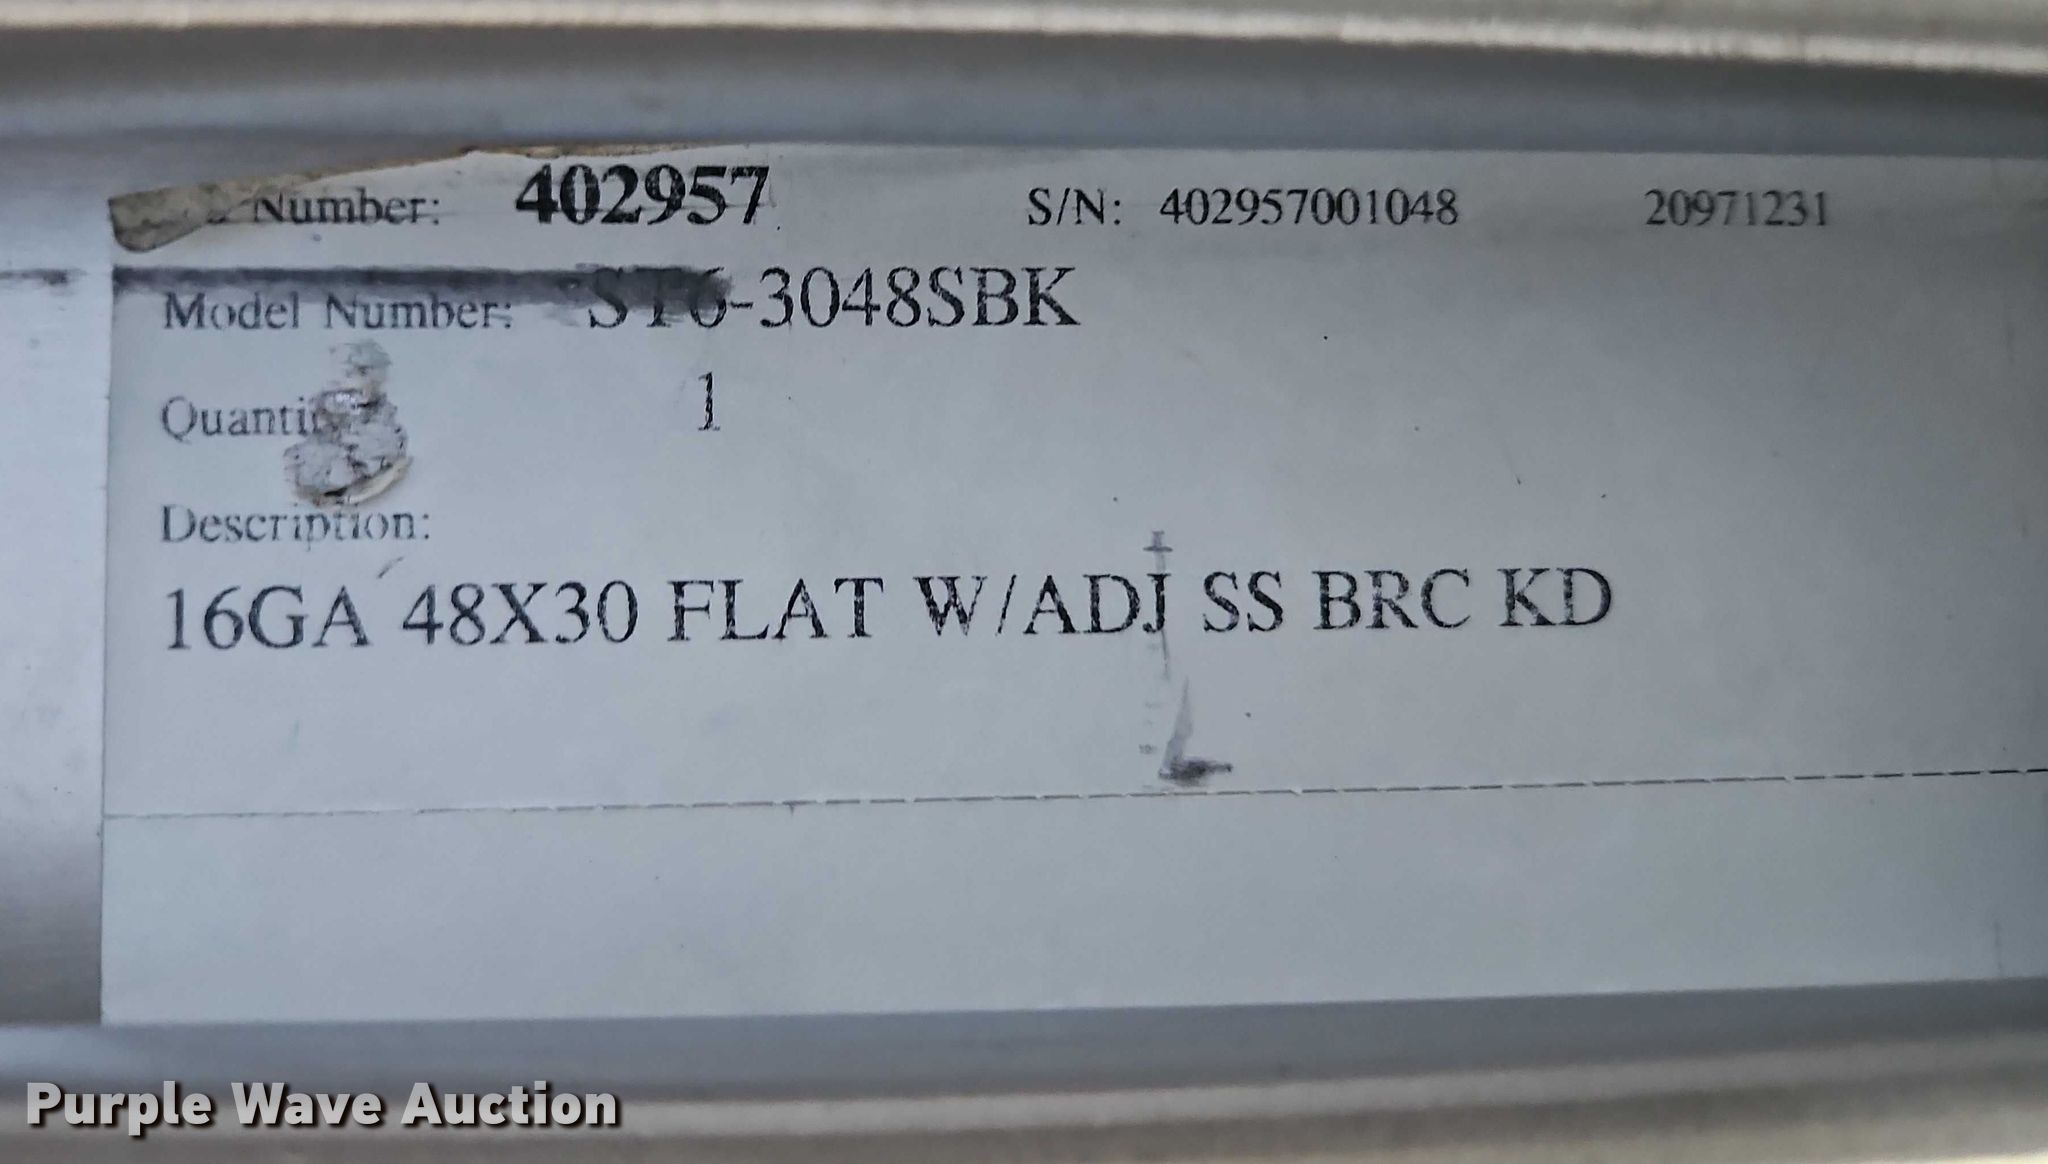 Number: 402957 S/N: 402957001048 20971231
Model Number: ST6-3048SBK
1
Description:
16GA 48X30 FLAT W/ADJ SS BRC KD
Purple Wave Auction